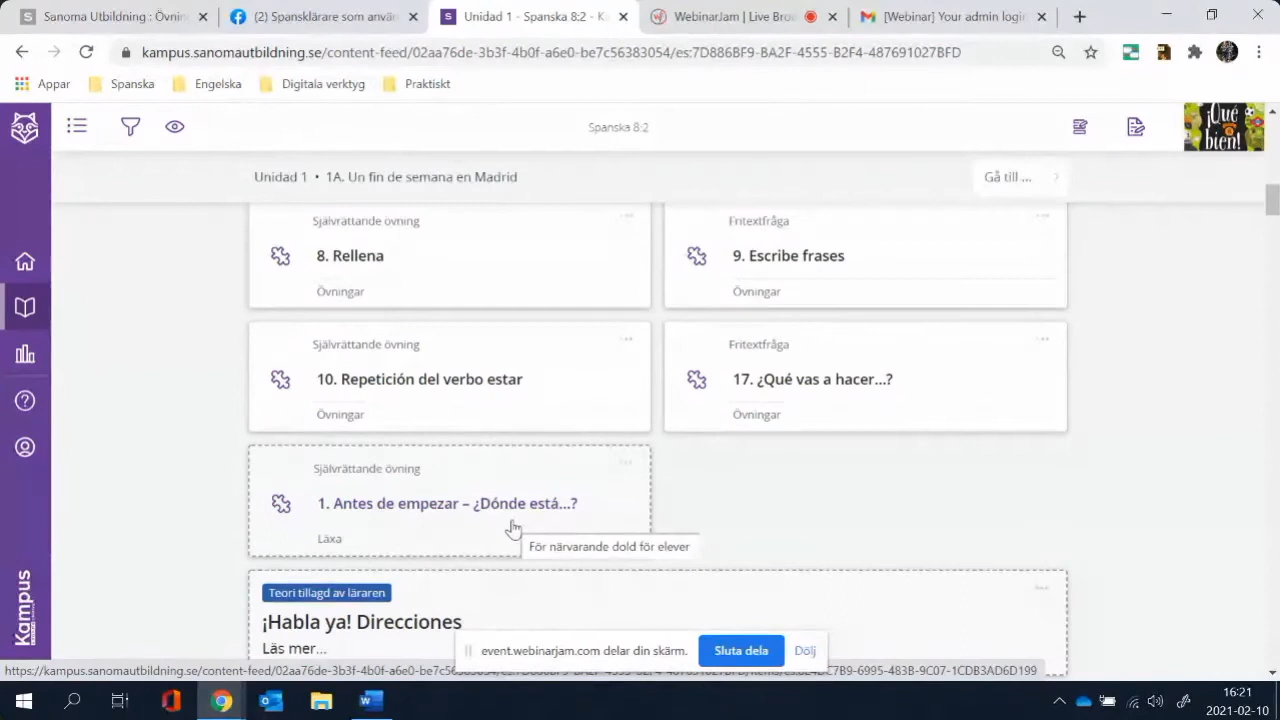 Sanoma Utbildning : Övnin
(2) Spansklärare som använ
Unidad 1 - Spanska 8:2 - K
WebinarJam | Live Bro
[Webinar] Your admin login
kampus.sanomautbildning.se/content-feed/02aa76de-3b3f-4b0f-a6e0-be7c56383054/es:7D886BF9-BA2F-4555-B2F4-487691027BFD
Appar
Spanska
Engelska
Digitala verktyg
Praktiskt
Spanska 8:2
¡Qué
bien!
Unidad 1 • 1A. Un fin de semana en Madrid
Gå till ...
Självrättande övning
8. Rellena
Övningar
Fritextfråga
9. Escribe frases
Övningar
Självrättande övning
10. Repetición del verbo estar
Övningar
Fritextfråga
17. ¿Qué vas a hacer...?
Övningar
Självrättande övning
1. Antes de empezar – ¿Dónde está...?
Läxa
För närvarande dold för elever
Teori tillagd av läraren
¡Habla ya! Direcciones
Läs mer...
Kampus
event.webinarjam.com delar din skärm.
Sluta dela
Dölj
16:21
2021-02-10